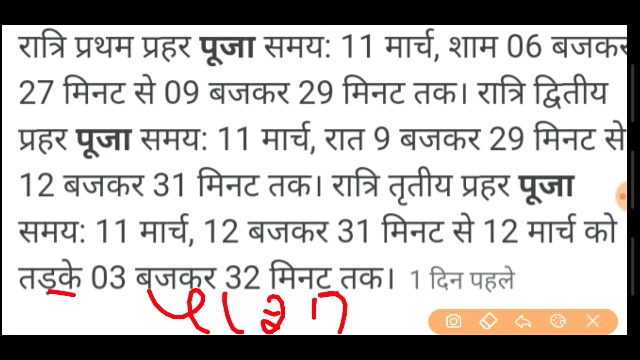 रात्रि प्रथम प्रहर पूजा समय: 11 मार्च, शाम 06 बजकर
27 मिनट से 09 बजकर 29 मिनट तक। रात्रि द्वितीय
प्रहर पूजा समय: 11 मार्च, रात 9 बजकर 29 मिनट से
12 बजकर 31 मिनट तक। रात्रि तृतीय प्रहर पूजा
समय: 11 मार्च, 12 बजकर 31 मिनट से 12 मार्च को
तड़के 03 बजकर 32 मिनट तक। 1 दिन पहले